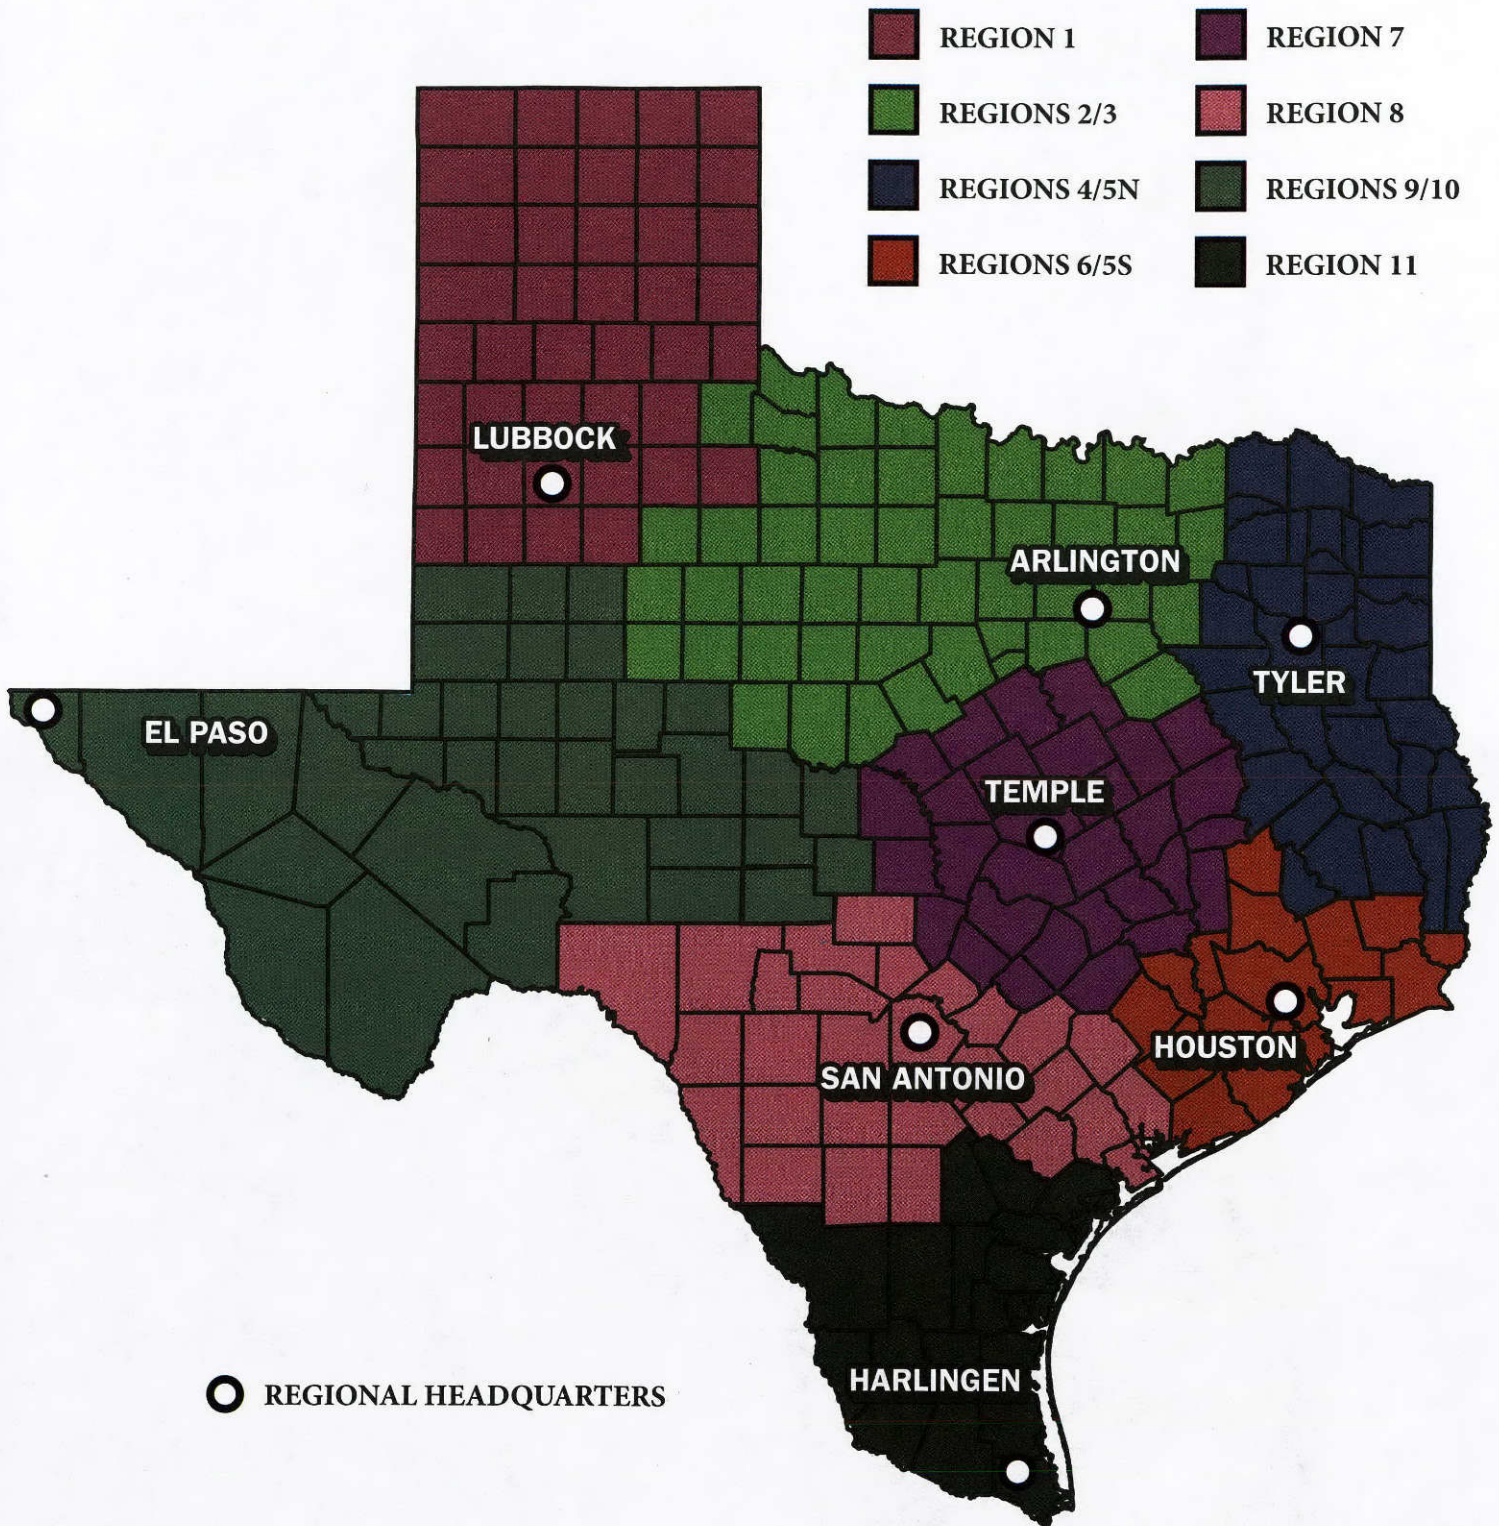 REGION 1
REGION 7
REGIONS 2/3
REGION 8
REGIONS 4/5N
REGIONS 9/10
REGIONS 6/5S
REGION 11
LUBBOCK
ARLINGTON
TYLER
EL PASO
TEMPLE
HOUSTON
SAN ANTONIO
HARLINGEN
REGIONAL HEADQUARTERS